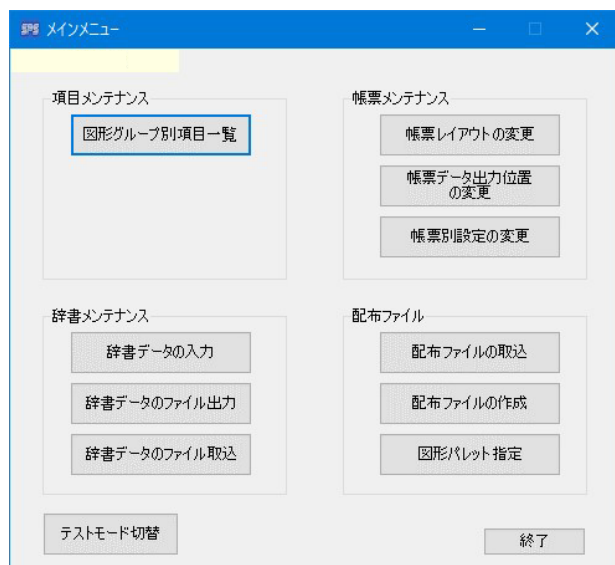 SPS メインメニュー
項目メンテナンス
図形グループ別項目一覧
帳票メンテナンス
帳票レイアウトの変更
帳票データ出力位置
の変更
帳票別設定の変更
辞書メンテナンス
辞書データの入力
辞書データのファイル出力
辞書データのファイル取込
配布ファイル
配布ファイルの取込
配布ファイルの作成
図形パレット指定
テストモード切替
終了